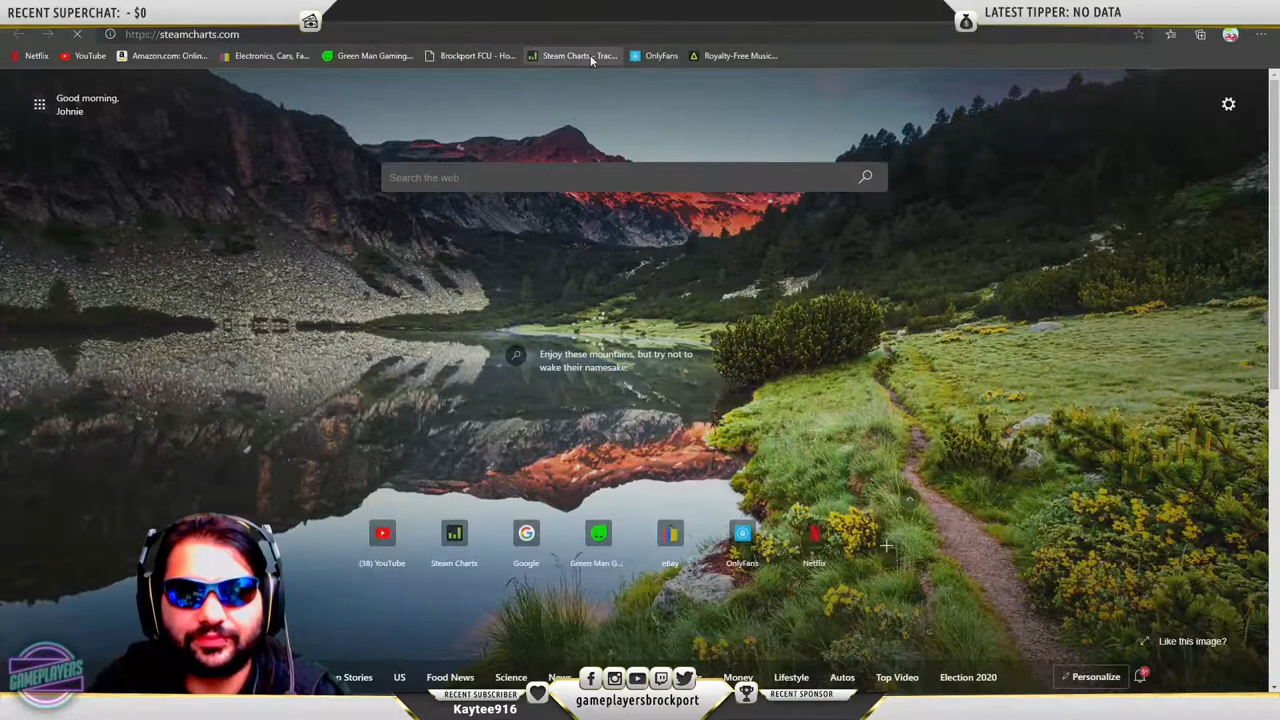 RECENT SUPERCHAT: - $0
LATEST TIPPER: NO DATA
https://steamcharts.com
Netflix
YouTube
Amazon.com: Onlin...
Electronics, Cars, Fa...
Green Man Gaming...
Brockport FCU - Ho...
Steam Charts - Trac...
OnlyFans
Royalty-Free Music...
Good morning,
Johnie
Search the web
Enjoy these mountains, but try not to
wake their namesake:
(38) YouTube
Steam Charts
Google
Green Man G...
eBay
OnlyFans
Netflix
Like this image?
Stories
US
Food News
Science
Money
Lifestyle
Autos
Top Video
Election 2020
Personalize
RECENT SUBSCRIBER
Kaytee916
gameplayersbrockport
RECENT SPONSOR
GAMEPLAYERS